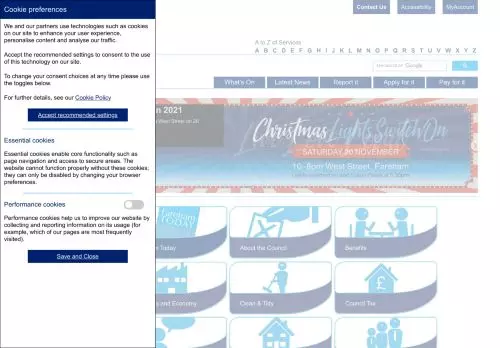 Cookie preferences
We and our partners use technologies such as cookies
on our site to enhance your user experience,
personalise content and analyse our traffic.
Accept the recommended settings to consent to the use
of this technology on our site.
To change your consent choices at any time please use
the toggles below.
For further details, see our Cookie Policy
Accept recommended settings
Essential cookies
Essential cookies enable core functionality such as
page navigation and access to secure areas. The
website cannot function properly without these cookies;
they can only be disabled by changing your browser
preferences.
Performance cookies
Performance cookies help us to improve our website by
collecting and reporting information on its usage (for
example, which of our pages are most frequently
visited).
Save and Close
Contact Us
Accessibility
MyAccount
A to Z of Services
A B C D E F G H I J K L M N O P Q R S T U V W X Y Z
Google
What's On
Latest News
Report it
Apply for it
Pay for it
n 2021
West Street on 20
Christmas Lights Switch On
SATURDAY 20 NOVEMBER
10-8pm West Street, Fareham
Fareham
TODAY
Today
About the Council
Benefits
and Economy
Clean & Tidy
£
Council Tax